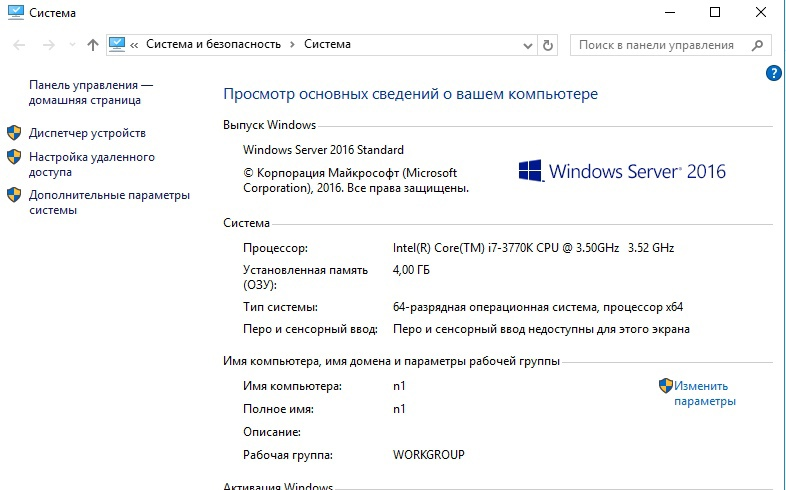 Система
« Система и безопасность › Система
Поиск в панели управления
Панель управления —
домашняя страница
Диспетчер устройств
Настройка удаленного
доступа
Дополнительные параметры
системы
Просмотр основных сведений о вашем компьютере
Выпуск Windows
Windows Server 2016 Standard
© Корпорация Майкрософт (Microsoft
Corporation), 2016. Все права защищены.
Windows Server® 2016
Система
Процессор: Intel(R) Core(TM) i7-3770K CPU @ 3.50GHz 3.52 GHz
Установленная память 4,00 ГБ
(ОЗУ):
Тип системы: 64-разрядная операционная система, процессор x64
Перо и сенсорный ввод: Перо и сенсорный ввод недоступны для этого экрана
Имя компьютера, имя домена и параметры рабочей группы
Имя компьютера: n1
Изменить
параметры
Полное имя: n1
Описание:
Рабочая группа: WORKGROUP
Активация Windows